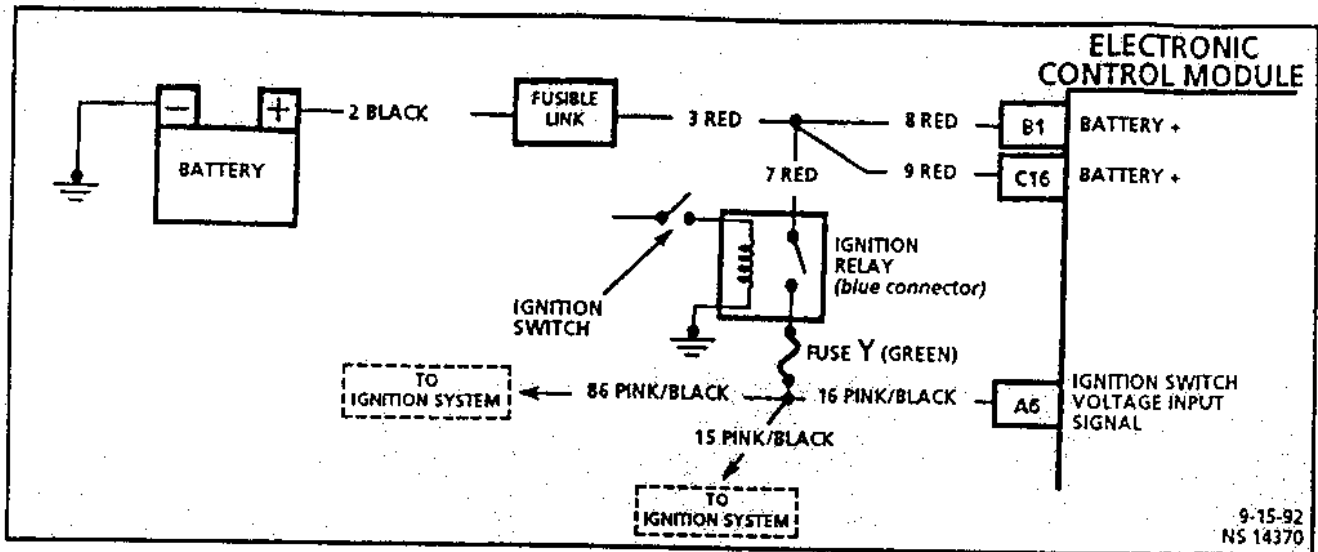 ELECTRONIC
CONTROL MODULE
− +
BATTERY
2 BLACK
FUSIBLE
LINK
3 RED
8 RED
B1
BATTERY +
7 RED
9 RED
C16
BATTERY +
IGNITION
SWITCH
IGNITION
RELAY
(blue connector)
FUSE Y (GREEN)
TO
IGNITION SYSTEM
86 PINK/BLACK
16 PINK/BLACK
A6
IGNITION SWITCH
VOLTAGE INPUT
SIGNAL
15 PINK/BLACK
TO
IGNITION SYSTEM
9-15-92
NS 14370